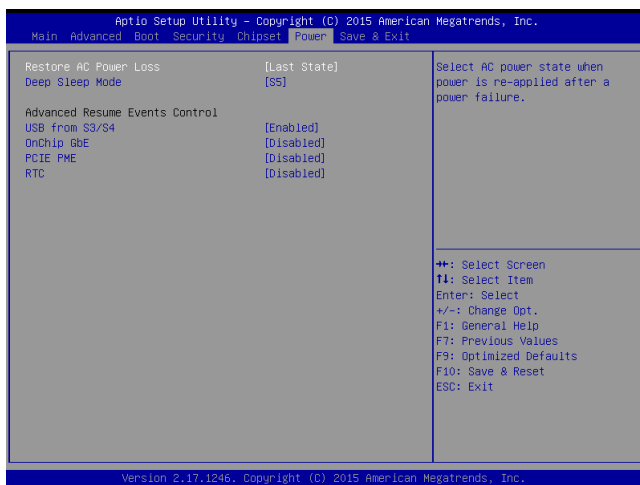 Aptio Setup Utility – Copyright (C) 2015 American Megatrends, Inc.
Main Advanced Boot Security Chipset Power Save & Exit
Restore AC Power Loss [Last State]
Deep Sleep Mode [S5]
Advanced Resume Events Control
USB from S3/S4 [Enabled]
OnChip GbE [Disabled]
PCIE PME [Disabled]
RTC [Disabled]
Select AC power state when
power is re-applied after a
power failure.
→←: Select Screen
↑↓: Select Item
Enter: Select
+/-: Change Opt.
F1: General Help
F7: Previous Values
F9: Optimized Defaults
F10: Save & Reset
ESC: Exit
Version 2.17.1246. Copyright (C) 2015 American Megatrends, Inc.